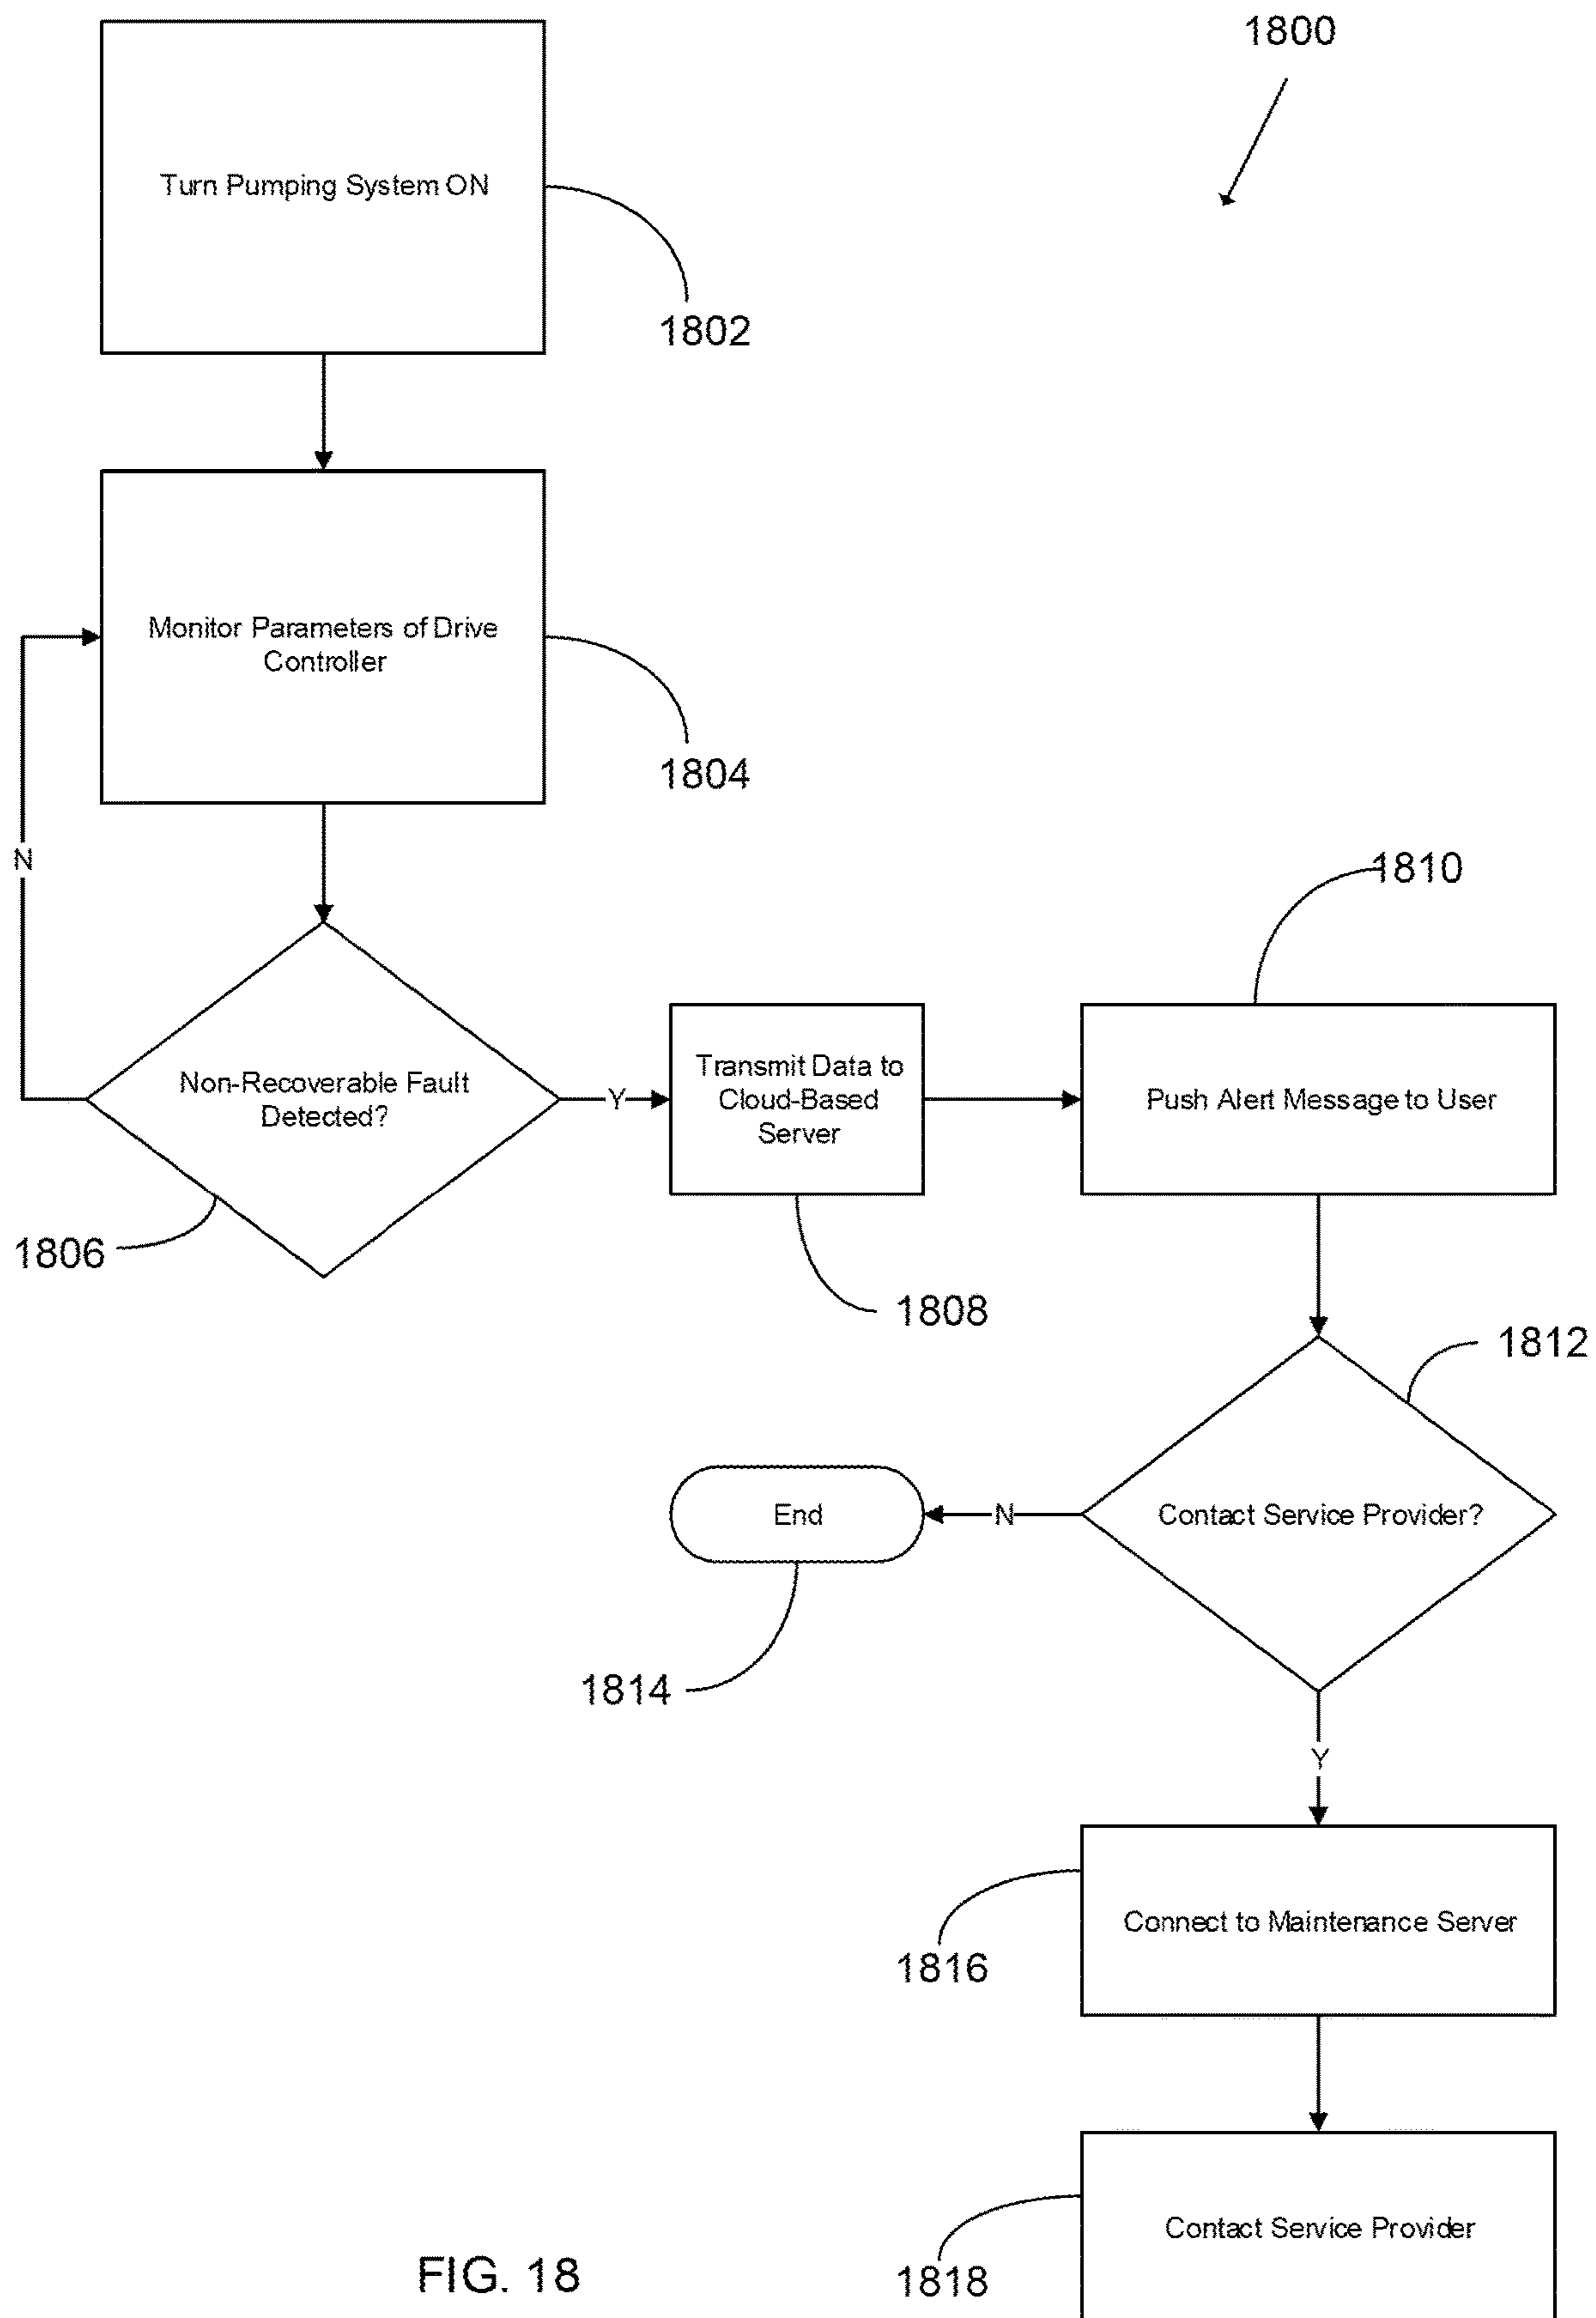 1800
Turn Pumping System ON
1802
Monitor Parameters of Drive
Controller
1804
N
1810
Non-Recoverable Fault
Detected?
Y
Transmit Data to
Cloud-Based
Server
Push Alert Message to User
1806
1808
1812
End
N
Contact Service Provider?
1814
Y
Connect to Maintenance Server
1816
Contact Service Provider
1818
FIG. 18